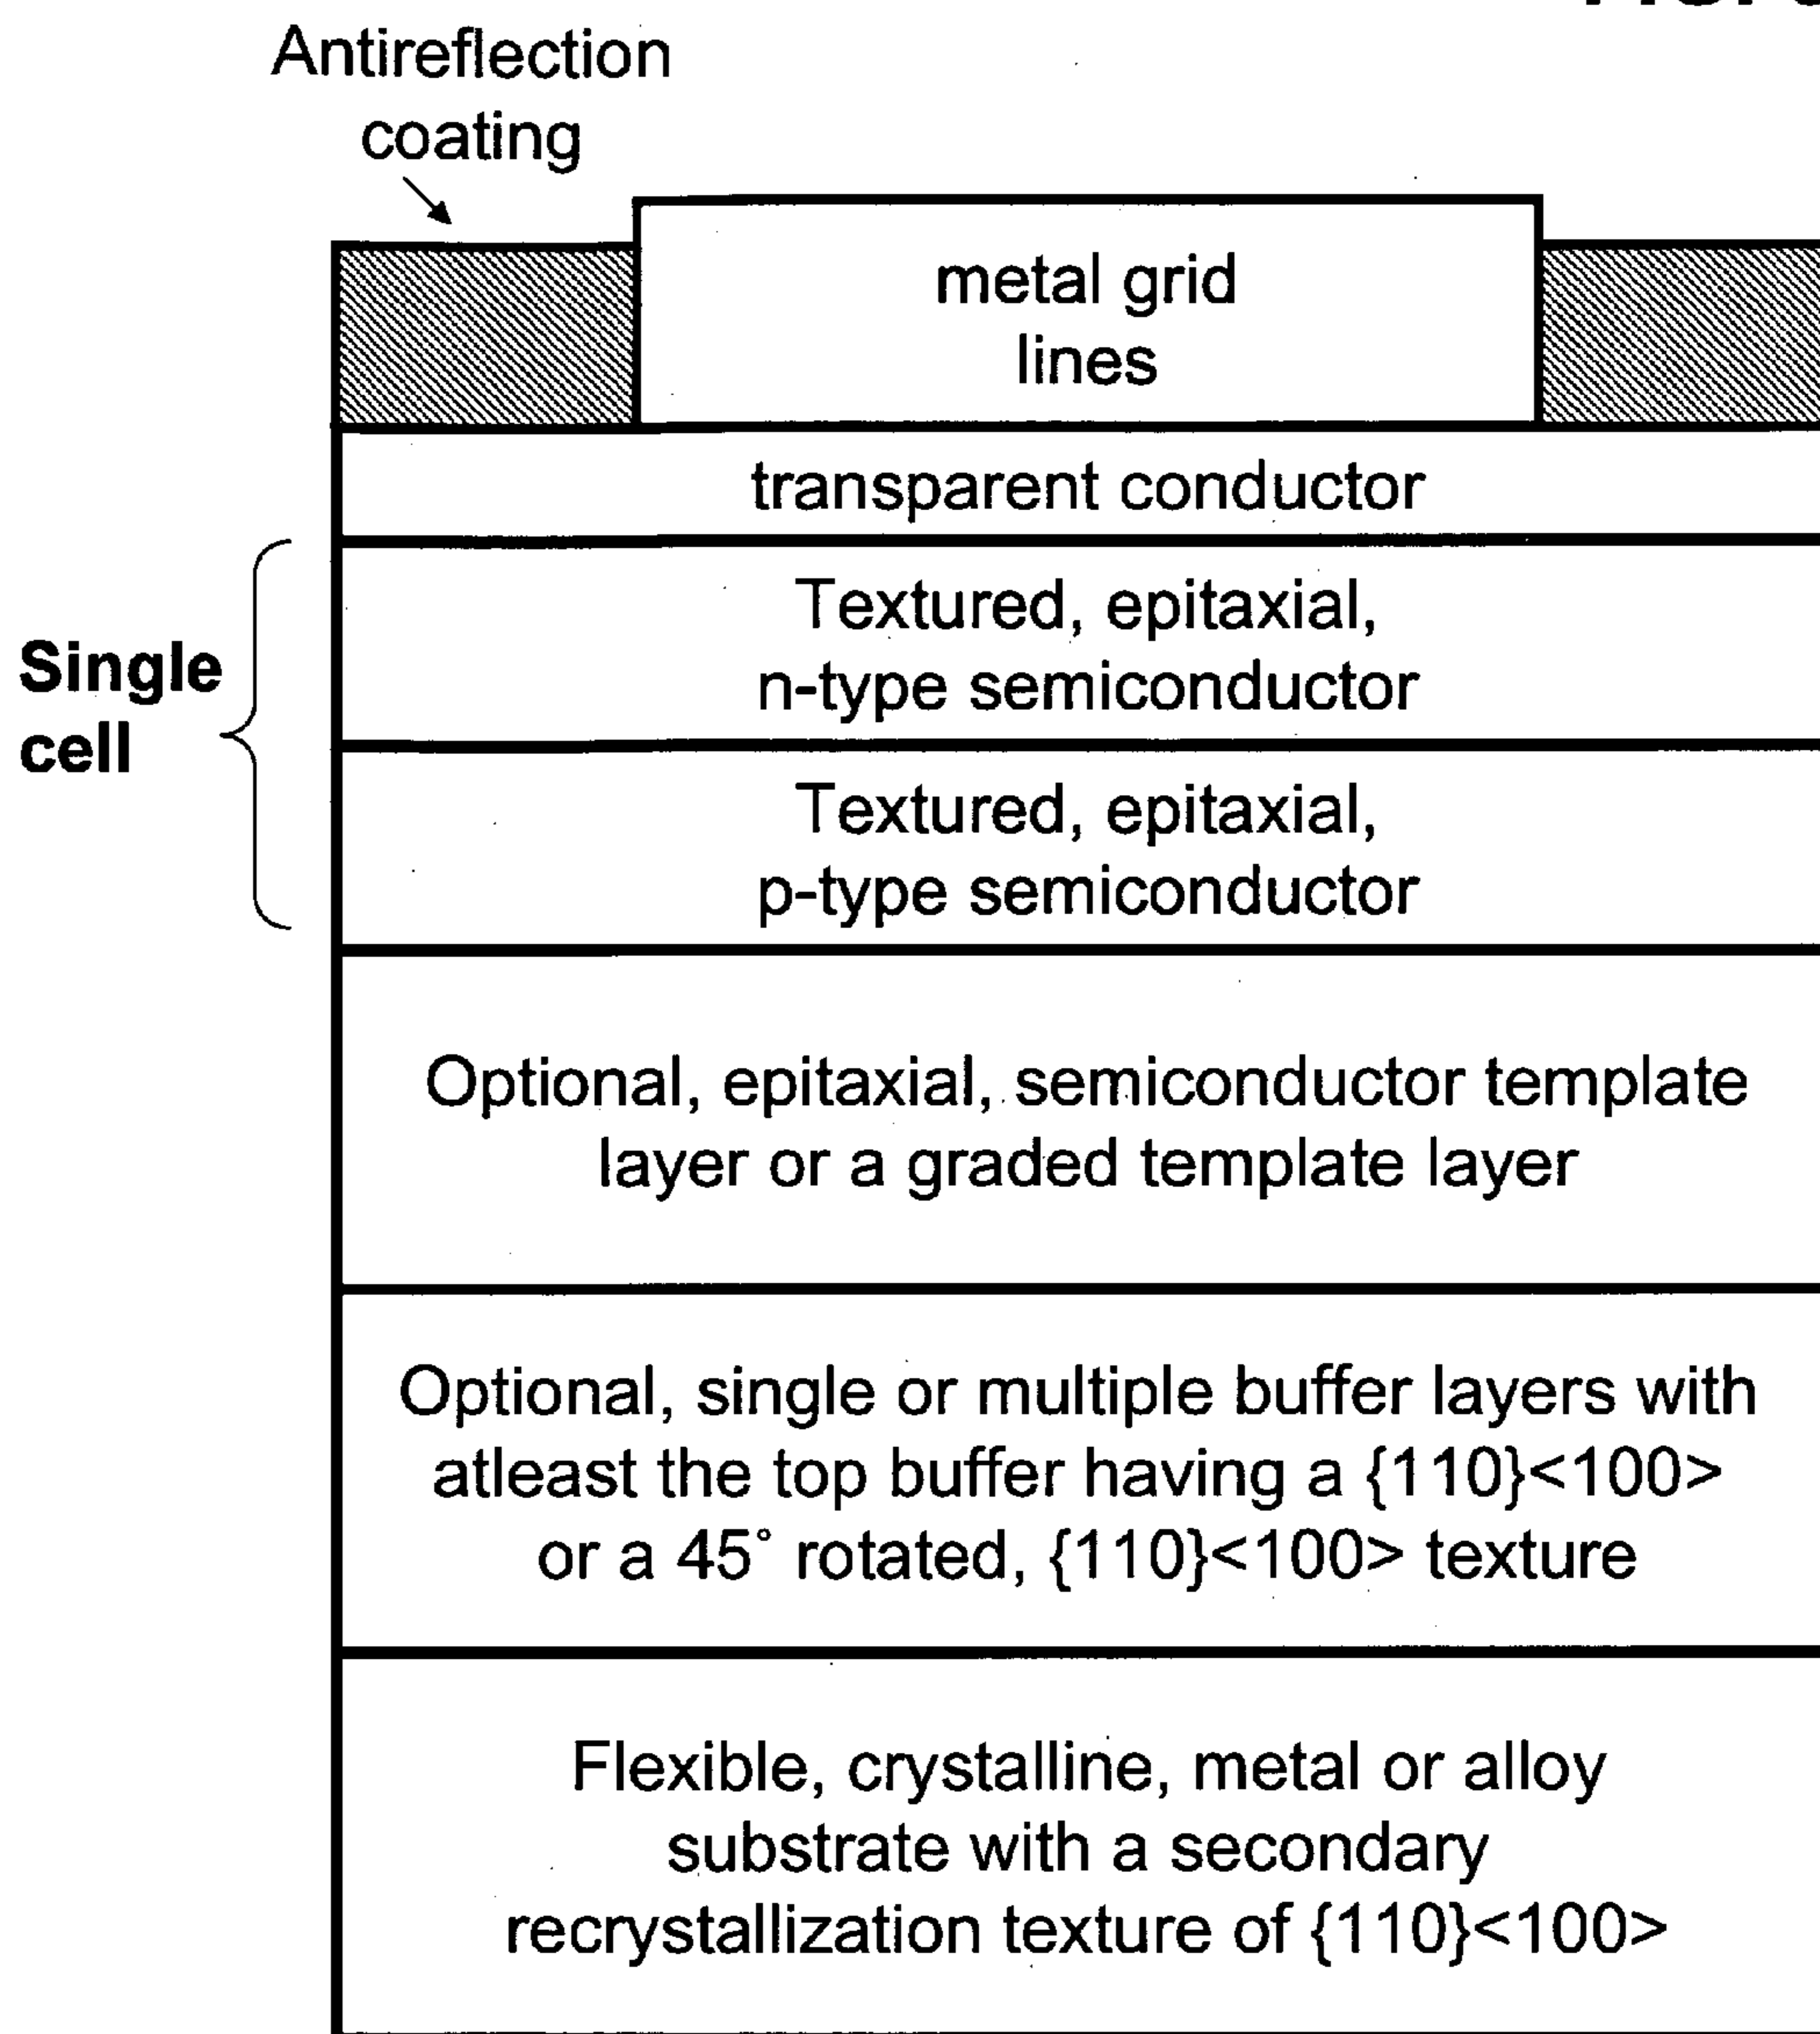 Antireflection
coating
metal grid
lines
transparent conductor
Single
cell
Textured, epitaxial,
n-type semiconductor
Textured, epitaxial,
p-type semiconductor
Optional, epitaxial, semiconductor template
layer or a graded template layer
Optional, single or multiple buffer layers with
atleast the top buffer having a {110}<100>
or a 45° rotated, {110}<100> texture
Flexible, crystalline, metal or alloy
substrate with a secondary
recrystallization texture of {110}<100>